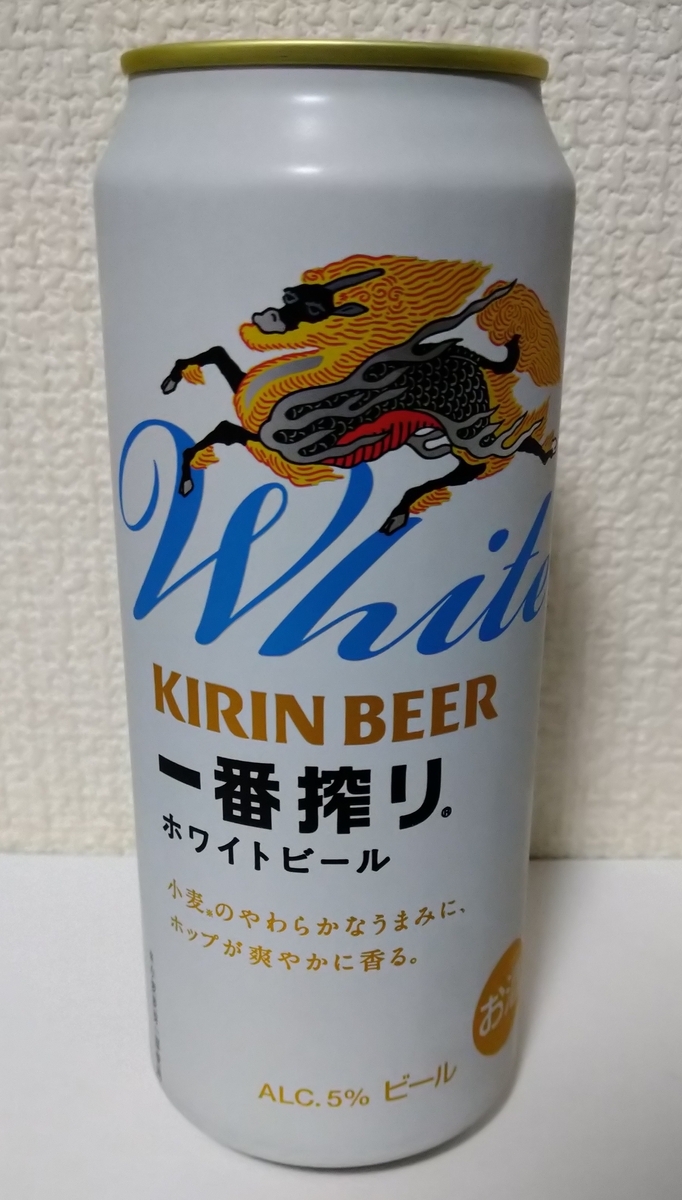 White
KIRIN BEER
一番搾り®
ホワイトビール
小麦※のやわらかなうまみに、
ホップが爽やかに香る。
お酒
ALC.5% ビール